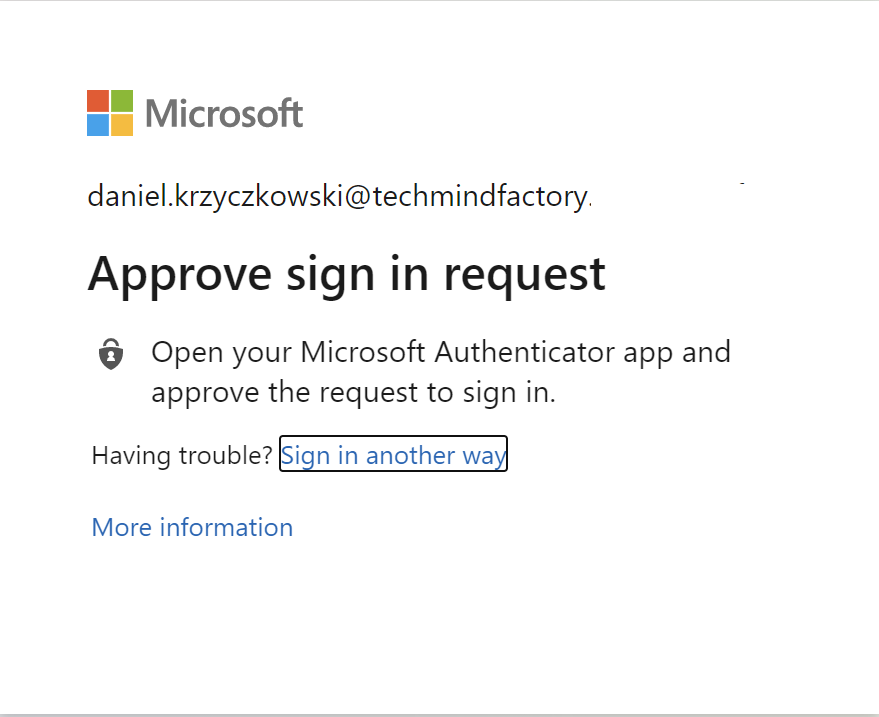 Microsoft
daniel.krzyczkowski@techmindfactory.
Approve sign in request
Open your Microsoft Authenticator app and
approve the request to sign in.
Having trouble? Sign in another way
More information